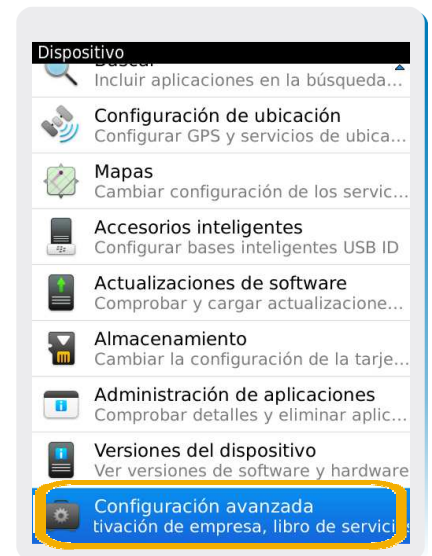 Dispositivo
Buscar
Incluir aplicaciones en la búsqueda...
Configuración de ubicación
Configurar GPS y servicios de ubica...
Mapas
Cambiar configuración de los servic...
Accesorios inteligentes
Configurar bases inteligentes USB ID
Actualizaciones de software
Comprobar y cargar actualizacione...
Almacenamiento
Cambiar la configuración de la tarje...
Administración de aplicaciones
Comprobar detalles y eliminar aplic...
Versiones del dispositivo
Ver versiones de software y hardware
Configuración avanzada
tivación de empresa, libro de servicios